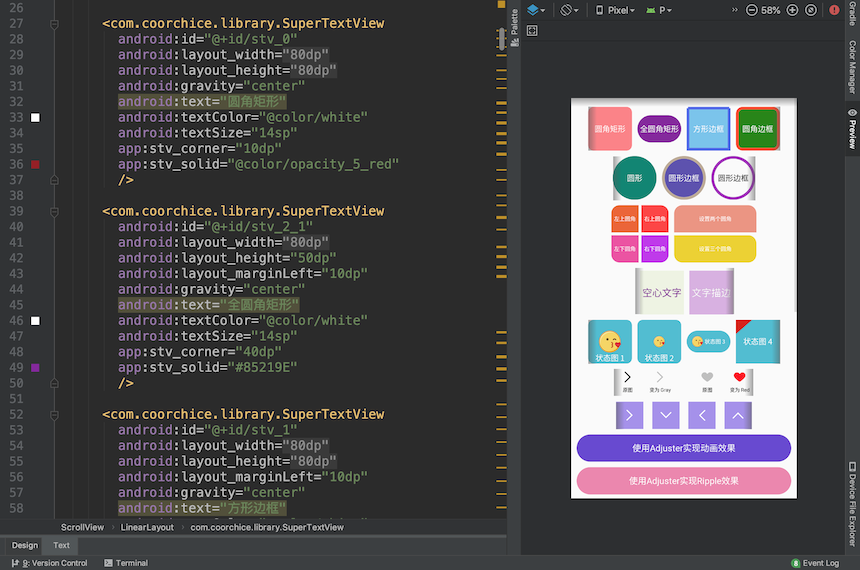 26
27 <com.coorchice.library.SuperTextView
28 android:id="@+id/stv_0"
29 android:layout_width="80dp"
30 android:layout_height="80dp"
31 android:gravity="center"
32 android:text="圆角矩形"
33 android:textColor="@color/white"
34 android:textSize="14sp"
35 app:stv_corner="10dp"
36 app:stv_solid="@color/opacity_5_red"
37 />
38
39 <com.coorchice.library.SuperTextView
40 android:id="@+id/stv_2_1"
41 android:layout_width="80dp"
42 android:layout_height="50dp"
43 android:layout_marginLeft="10dp"
44 android:gravity="center"
45 android:text="全圆角矩形"
46 android:textColor="@color/white"
47 android:textSize="14sp"
48 app:stv_corner="40dp"
49 app:stv_solid="#85219E"
50 />
51
52 <com.coorchice.library.SuperTextView
53 android:id="@+id/stv_1"
54 android:layout_width="80dp"
55 android:layout_height="80dp"
56 android:layout_marginLeft="10dp"
57 android:gravity="center"
58 android:text="方形边框"
ScrollView LinearLayout com.coorchice.library.SuperTextView
Design Text
9: Version Control Terminal
Palette
Pixel P 58%
圆角矩形 全圆角矩形 方形边框 圆角边框
圆形 圆形边框 圆形边框
左上圆角 右上圆角 设置两个圆角
左下圆角 右下圆角 设置三个圆角
空心文字 文字描边
状态图 1 状态图 2 状态图 3 状态图 4
原图 变为 Grey 原图 变为 Red
使用Adjuster实现动画效果
使用Adjuster实现Ripple效果
Gradle
Color Manager
Preview
Device File Explorer
8 Event Log